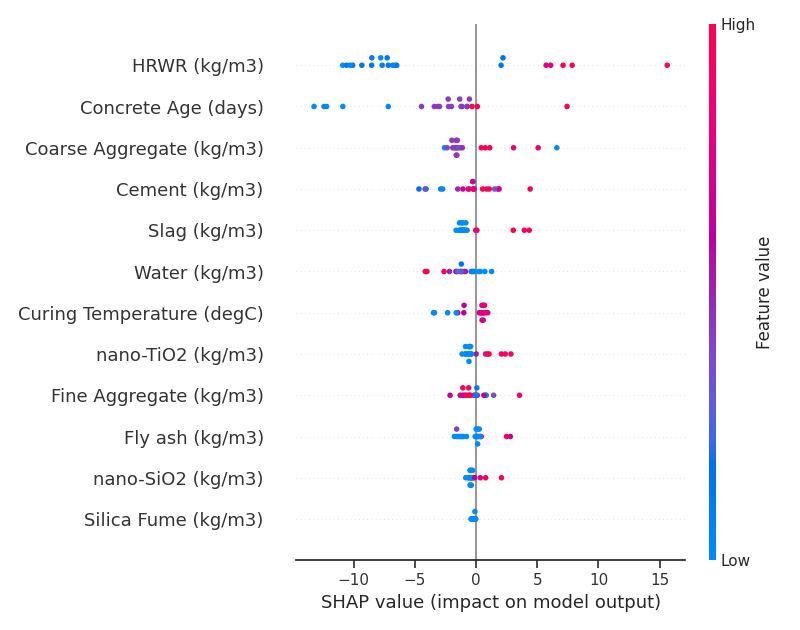 High
HRWR (kg/m3)
Concrete Age (days)
Coarse Aggregate (kg/m3)
Cement (kg/m3)
Slag (kg/m3)
Water (kg/m3)
Curing Temperature (degC)
nano-TiO2 (kg/m3)
Fine Aggregate (kg/m3)
Fly ash (kg/m3)
nano-SiO2 (kg/m3)
Silica Fume (kg/m3)
Feature value
Low
−10 −5 0 5 10 15
SHAP value (impact on model output)